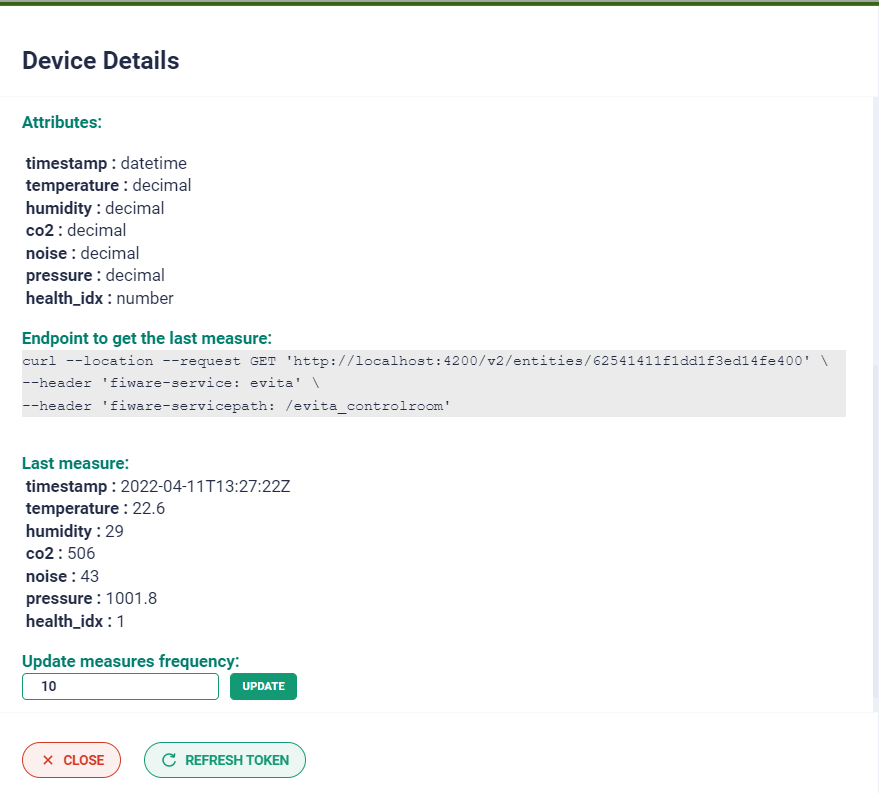 Device Details
Attributes:
timestamp : datetime
temperature : decimal
humidity : decimal
co2 : decimal
noise : decimal
pressure : decimal
health_idx : number
Endpoint to get the last measure:
curl --location --request GET 'http://localhost:4200/v2/entities/62541411f1dd1f3ed14fe400' \
--header 'fiware-service: evita' \
--header 'fiware-servicepath: /evita_controlroom'
Last measure:
timestamp : 2022-04-11T13:27:22Z
temperature : 22.6
humidity : 29
co2 : 506
noise : 43
pressure : 1001.8
health_idx : 1
Update measures frequency:
10 UPDATE
CLOSE REFRESH TOKEN